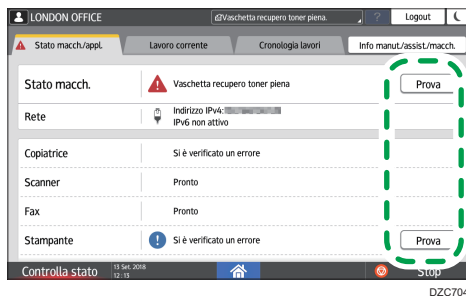 LONDON OFFICE
Vaschetta recupero toner piena.
?
Logout
Stato macch./appl.
Lavoro corrente
Cronologia lavori
Info manut./assist./macch.
Stato macch.
Vaschetta recupero toner piena
Prova
Rete
Indirizzo IPv4:
IPv6 non attivo
Copiatrice
Si è verificato un errore
Scanner
Pronto
Fax
Pronto
Stampante
Si è verificato un errore
Prova
Controlla stato
13 Set. 2018
12 : 13
Stop
DZC704